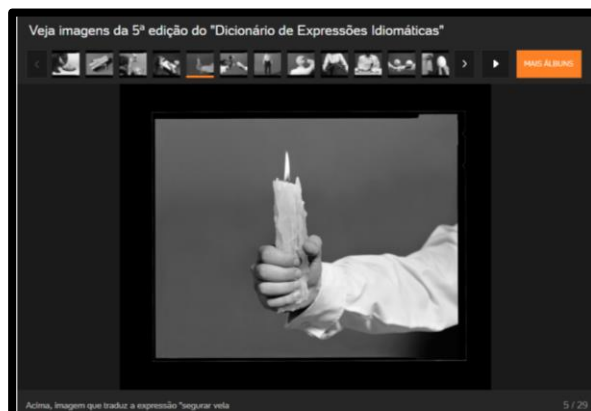 Veja imagens da 5ª edição do "Dicionário de Expressões Idiomáticas"
MAIS ÁLBUNS
Acima, imagem que traduz a expressão "segurar vela
5 / 29